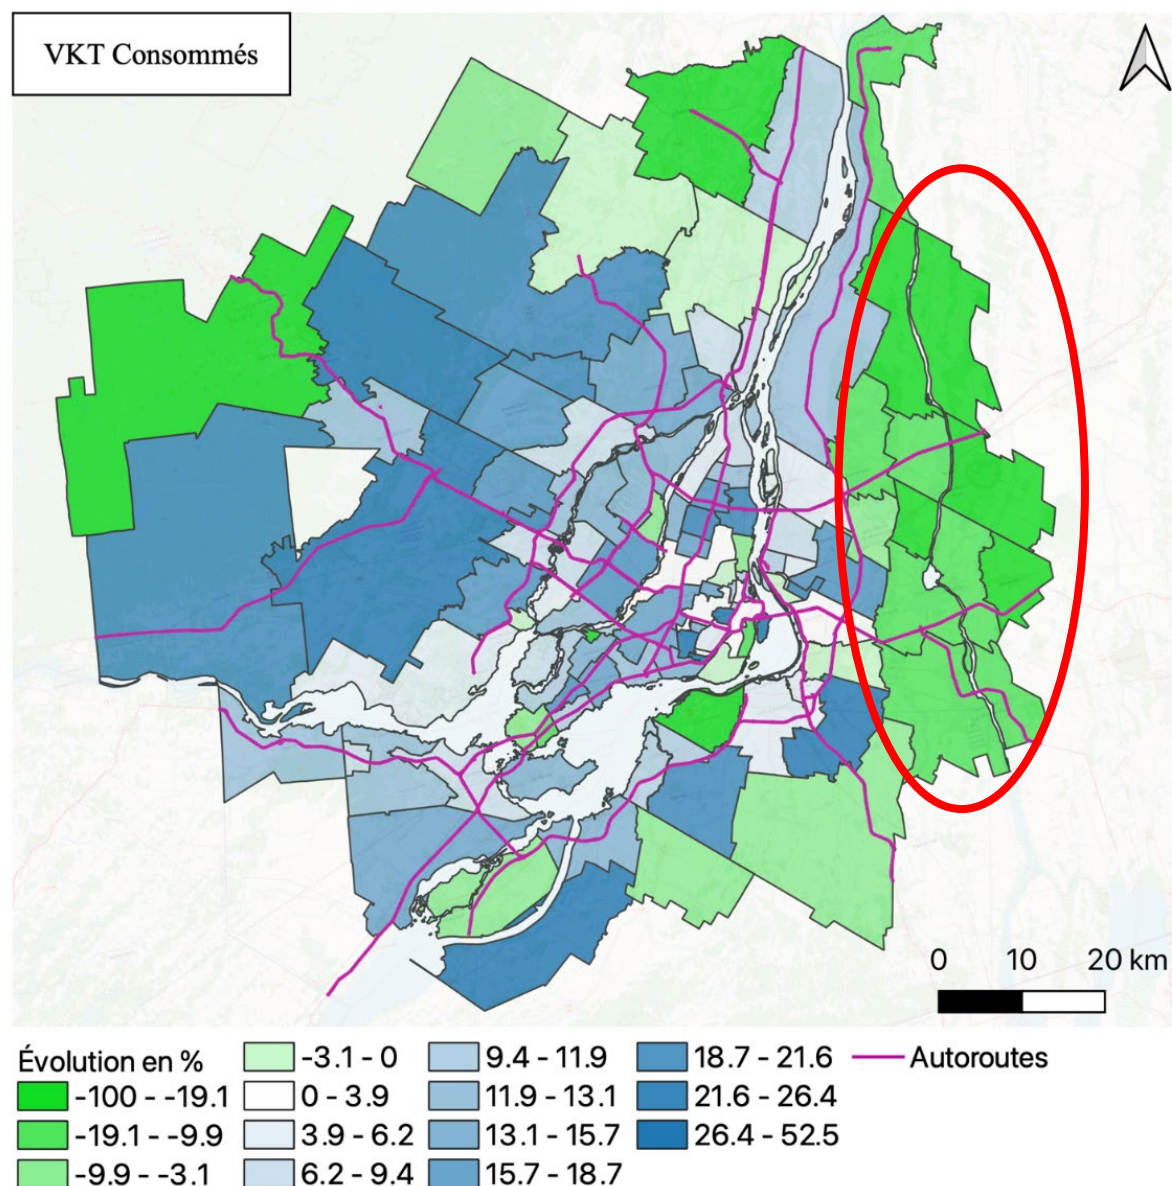 VKT Consommés
0 10 20 km
Évolution en %
-100 - -19.1
-19.1 - -9.9
-9.9 - -3.1
-3.1 - 0
0 - 3.9
3.9 - 6.2
6.2 - 9.4
9.4 - 11.9
11.9 - 13.1
13.1 - 15.7
15.7 - 18.7
18.7 - 21.6
21.6 - 26.4
26.4 - 52.5
Autoroutes